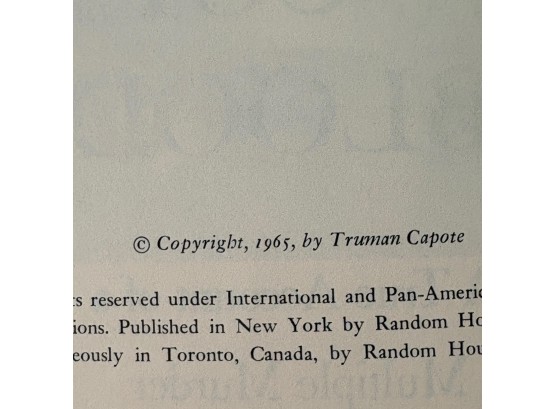 © Copyright, 1965, by Truman Capote
ts reserved under International and Pan-Americ
ions. Published in New York by Random Ho
eously in Toronto, Canada, by Random Hou